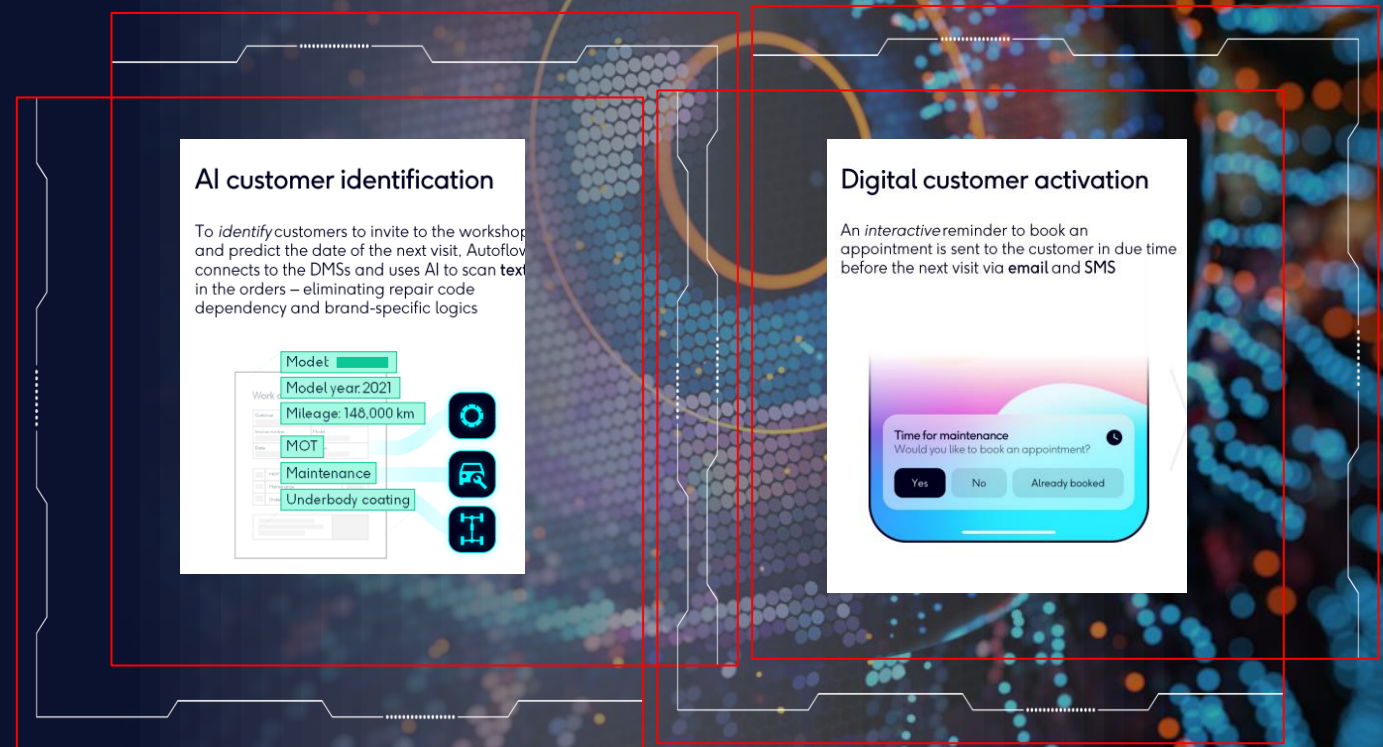 AI customer identification
To identify customers to invite to the workshop
and predict the date of the next visit, Autoflow
connects to the DMSs and uses AI to scan text
in the orders – eliminating repair code
dependency and brand-specific logics
Model:
Model year: 2021
Mileage: 148,000 km
MOT
Maintenance
Underbody coating
Digital customer activation
An interactive reminder to book an
appointment is sent to the customer in due time
before the next visit via email and SMS
Time for maintenance
Would you like to book an appointment?
Yes
No
Already booked